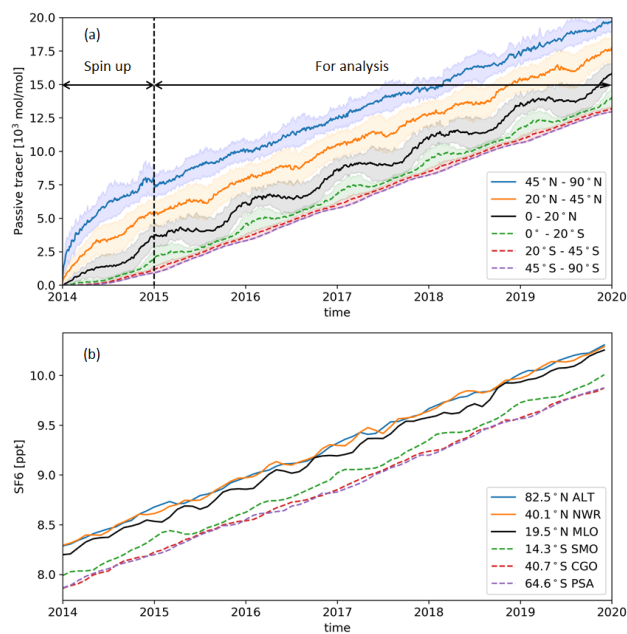 (a)
Spin up
For analysis
20.0
17.5
15.0
12.5
10.0
7.5
5.0
2.5
0.0
Passive tracer [10³ mol/mol]
45°N - 90°N
20°N - 45°N
0 - 20°N
0° - 20°S
20°S - 45°S
45°S - 90°S
2014 2015 2016 2017 2018 2019 2020
time
(b)
10.0
9.5
9.0
8.5
8.0
SF6 [ppt]
82.5°N ALT
40.1°N NWR
19.5°N MLO
14.3°S SMO
40.7°S CGO
64.6°S PSA
2014 2015 2016 2017 2018 2019 2020
time